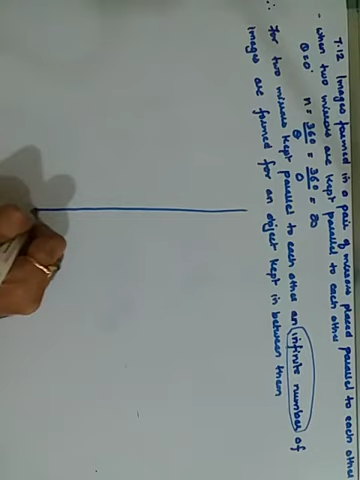 7.12 Images formed in a pair of mirrors placed parallel to each other
- when two mirrors are kept parallel to each other
θ=0° n = 360/θ = 360/0 = ∞
∴ For two mirrors kept parallel to each other an infinite number of
images are formed for an object kept in between them